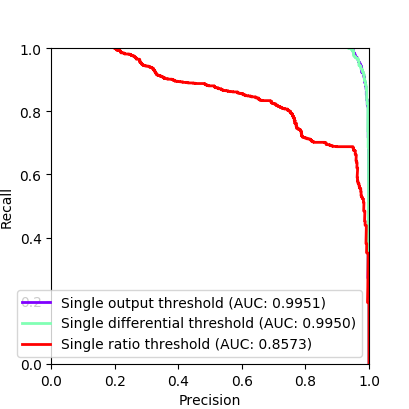 1.0
0.8
0.6
0.4
0.2
0.0
Recall
Single output threshold (AUC: 0.9951)
Single differential threshold (AUC: 0.9950)
Single ratio threshold (AUC: 0.8573)
0.0 0.2 0.4 0.6 0.8 1.0
Precision